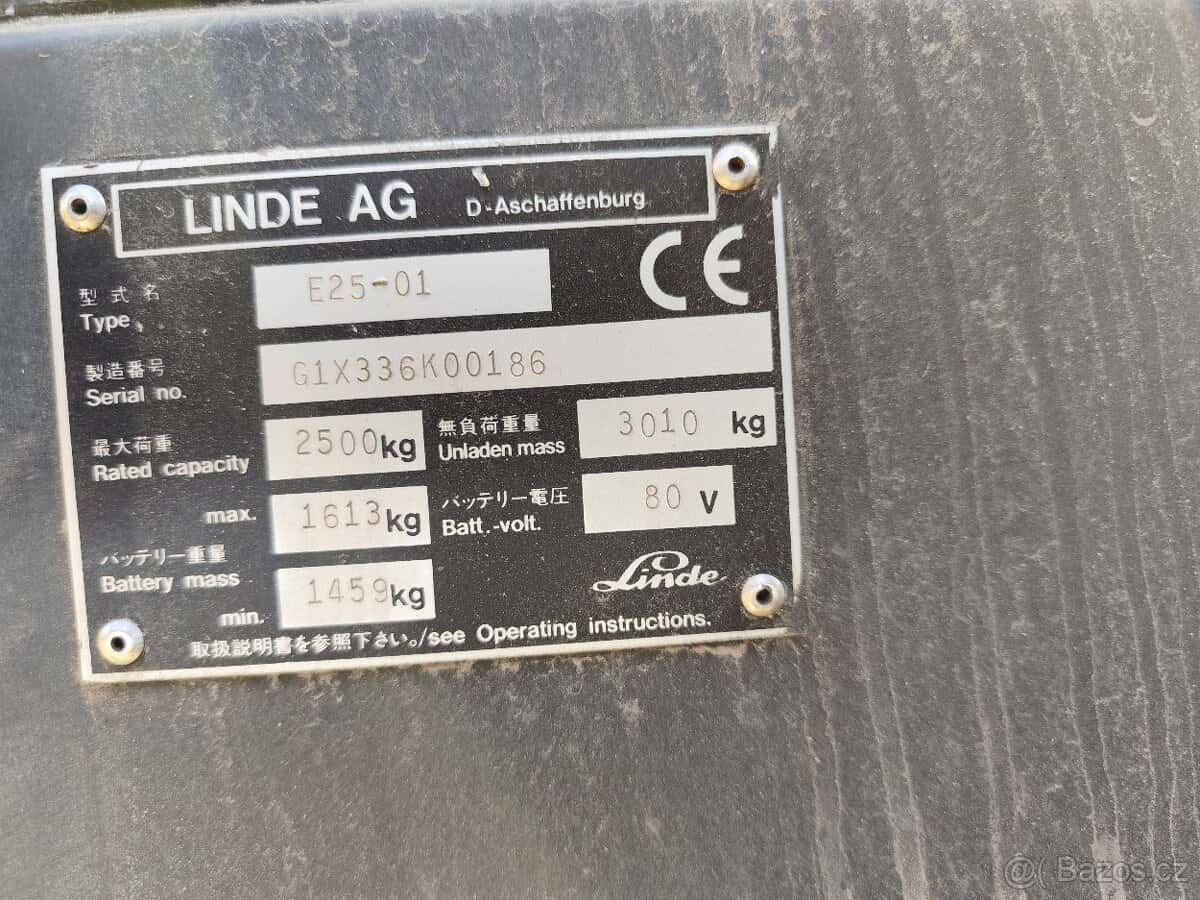 LINDE AG D-Aschaffenburg
CE
型式名 E25-01
Type
製造番号 G1X336K00186
Serial no.
最大荷重 2500kg 無負荷重量 3010 kg
Rated capacity Unladen mass
max. 1613kg バッテリー電圧 80 V
Batt.-volt.
バッテリー重量
Battery mass
min. 1459kg Linde
取扱説明書を参照下さい。/see Operating instructions.
@( Bazos.cz